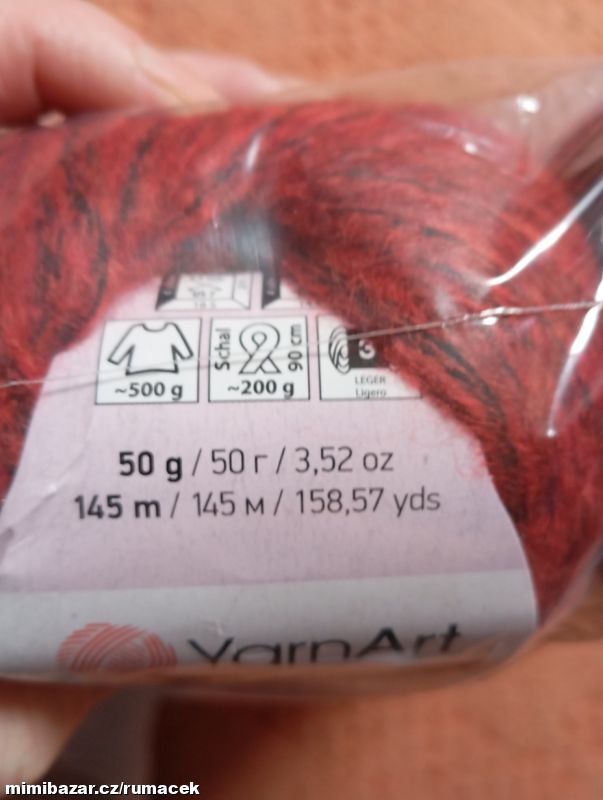 ~500 g
Schal
~200 g
90 cm
3
LEGER
Ligero
50 g / 50 г / 3,52 oz
145 m / 145 м / 158,57 yds
YarnArt
mimibazar.cz/rumacek